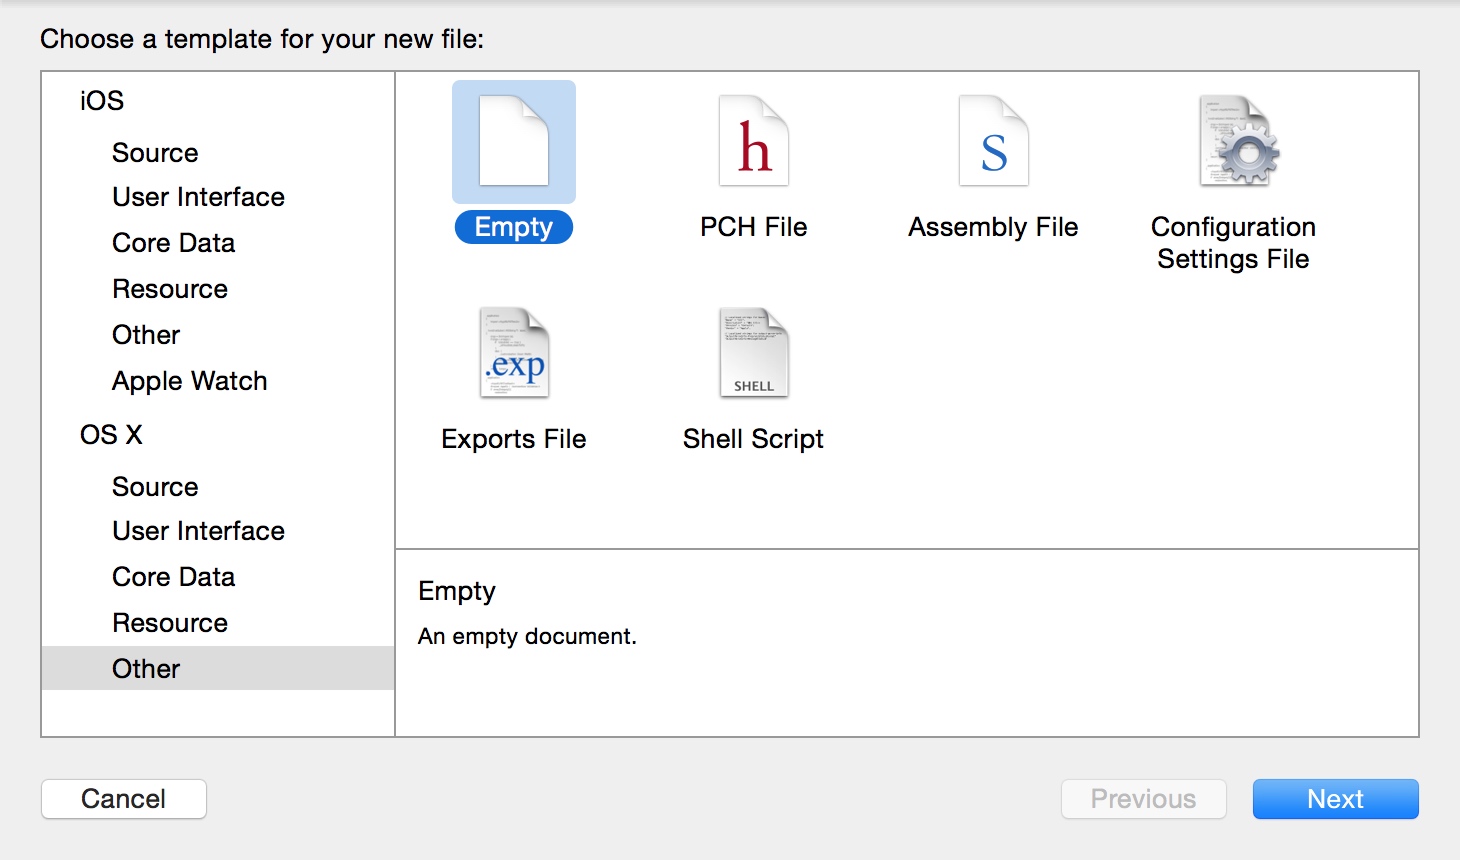 Choose a template for your new file:
iOS
Source
User Interface
Core Data
Resource
Other
Apple Watch
OS X
Source
User Interface
Core Data
Resource
Other
Empty
h
PCH File
S
Assembly File
Configuration
Settings File
.exp
Exports File
SHELL
Shell Script
Empty
An empty document.
Cancel
Previous
Next